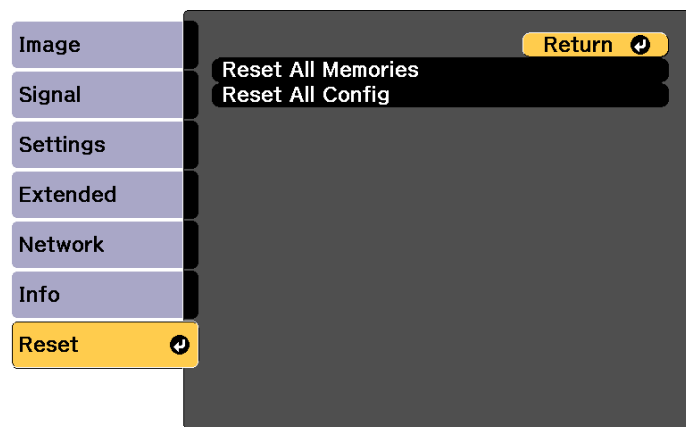 Image
Signal
Settings
Extended
Network
Info
Reset
Return
Reset All Memories
Reset All Config